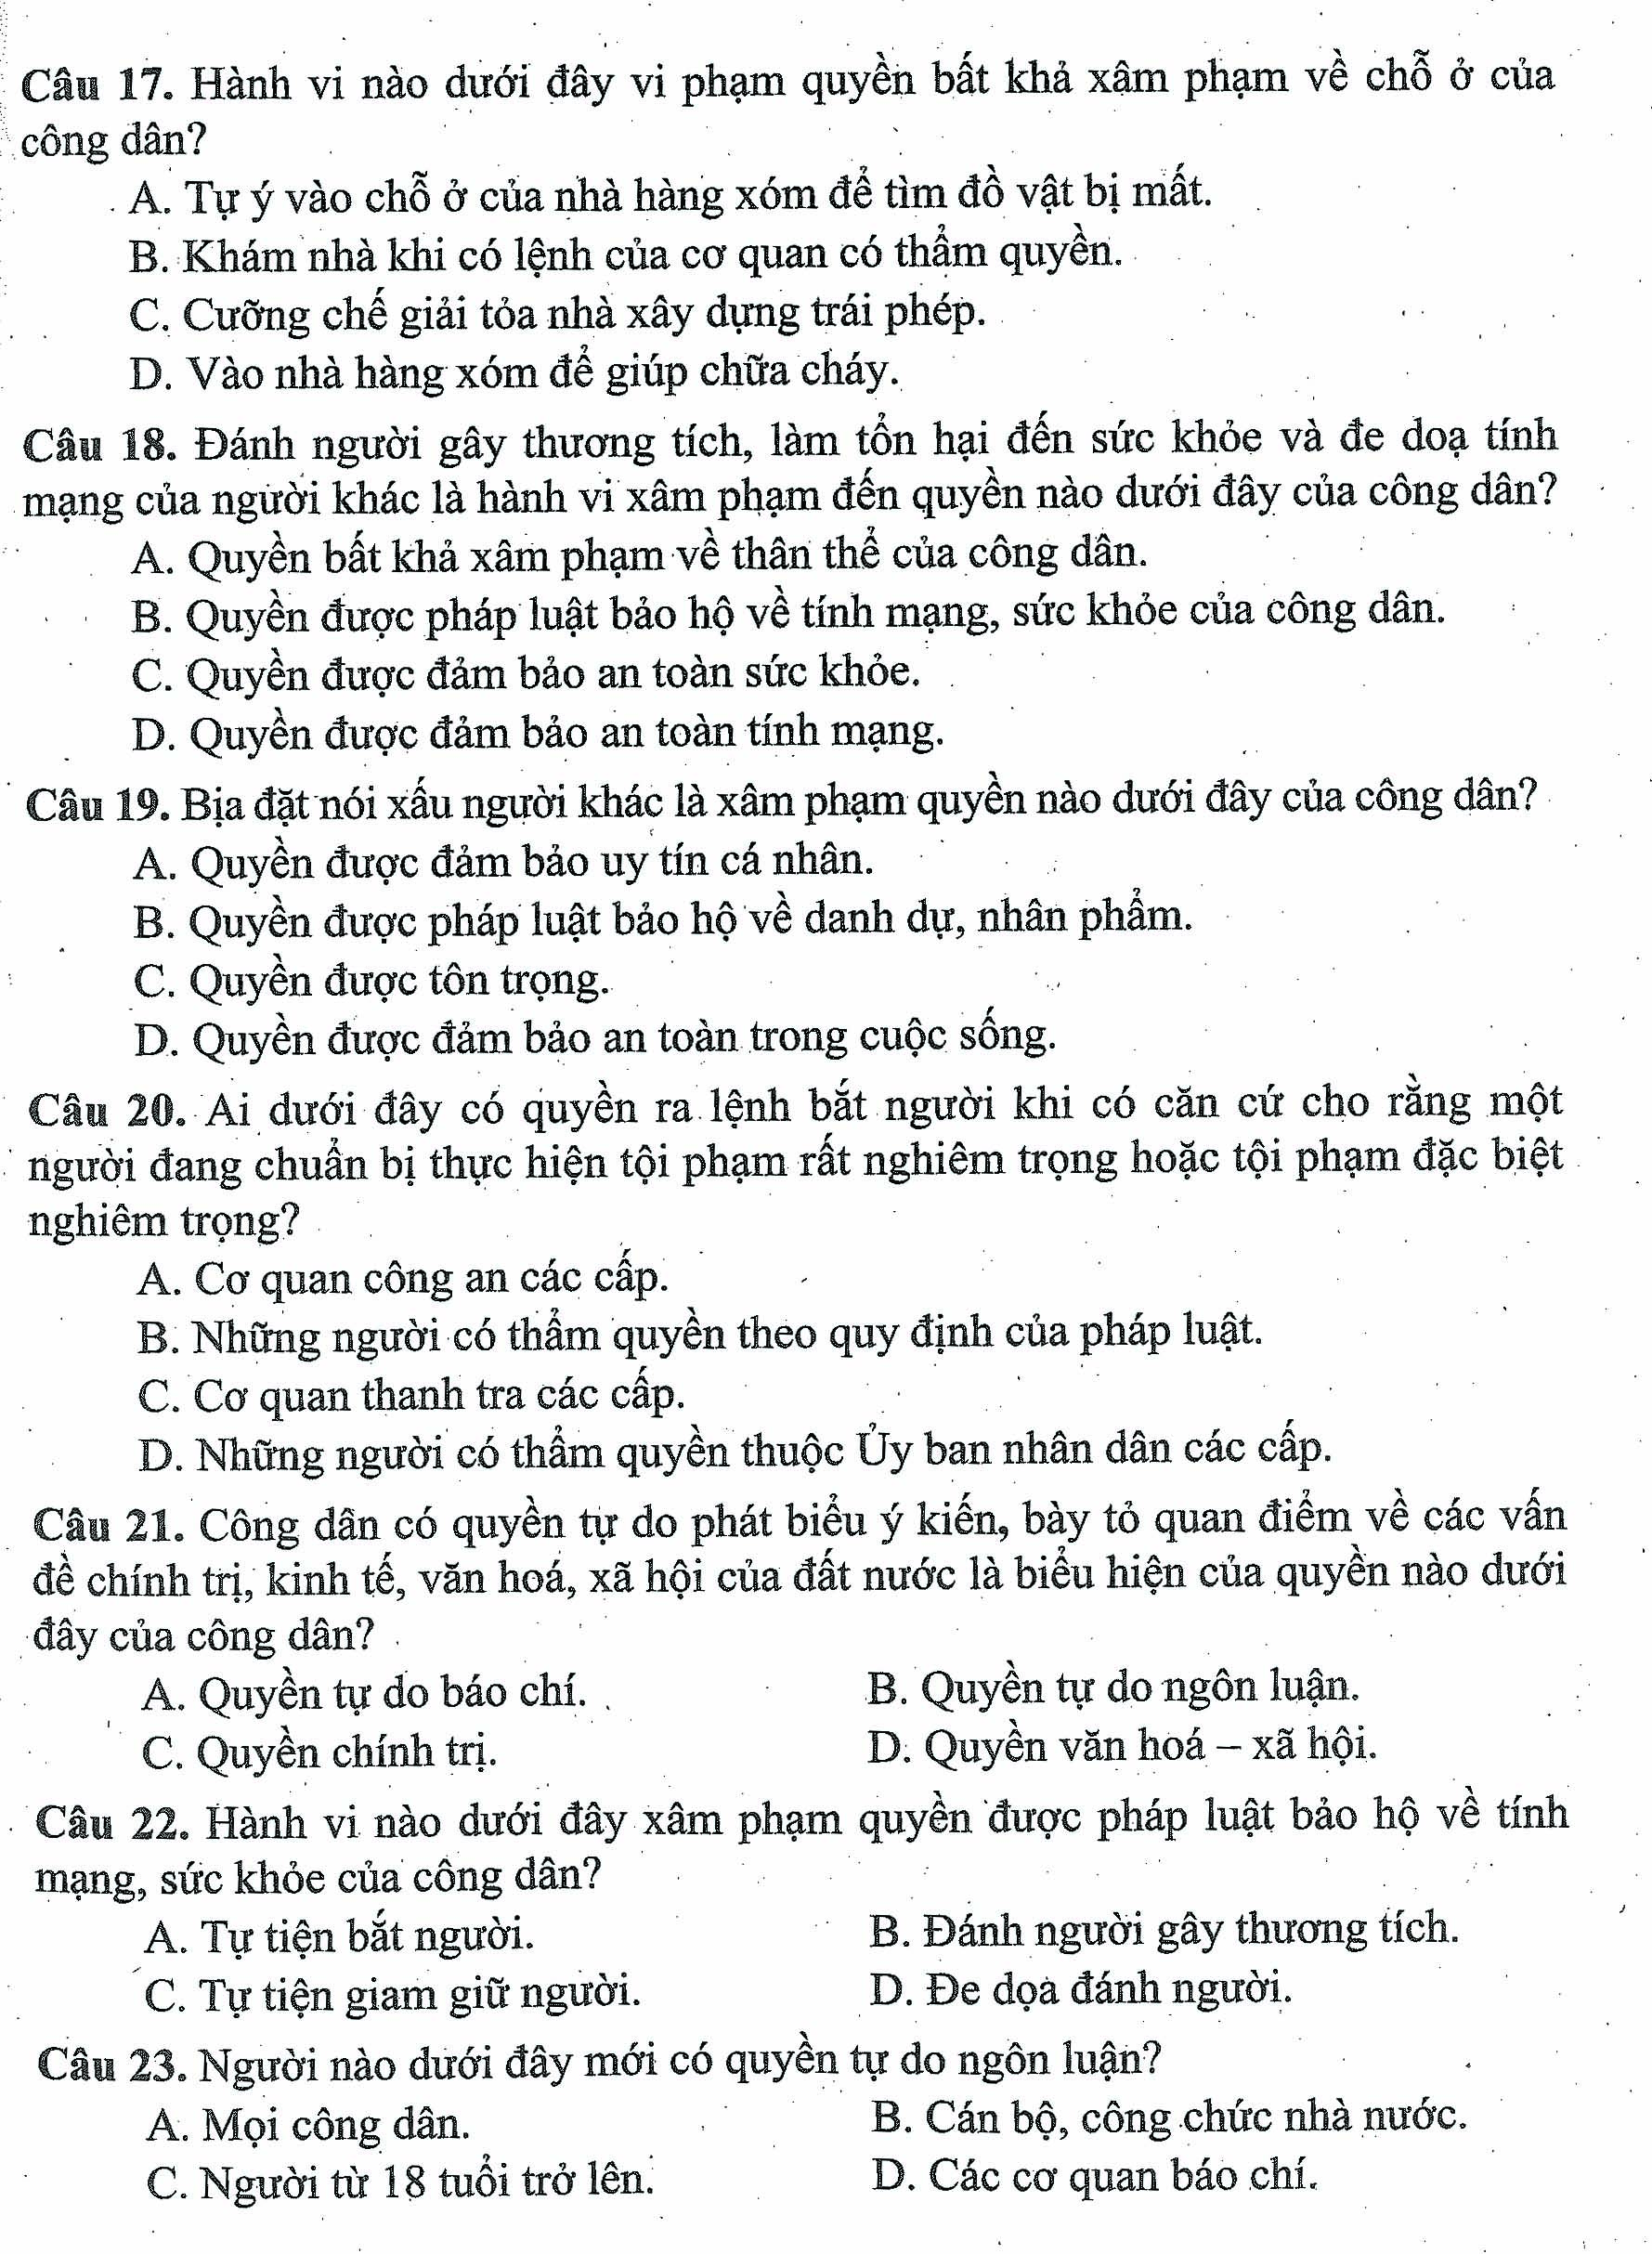 Câu 17. Hành vi nào dưới đây vi phạm quyền bất khả xâm phạm về chỗ ở của
công dân?
A. Tự ý vào chỗ ở của nhà hàng xóm để tìm đồ vật bị mất.
B. Khám nhà khi có lệnh của cơ quan có thẩm quyền.
C. Cưỡng chế giải tỏa nhà xây dựng trái phép.
D. Vào nhà hàng xóm để giúp chữa cháy.
Câu 18. Đánh người gây thương tích, làm tổn hại đến sức khỏe và đe doạ tính
mạng của người khác là hành vi xâm phạm đến quyền nào dưới đây của công dân?
A. Quyền bất khả xâm phạm về thân thể của công dân.
B. Quyền được pháp luật bảo hộ về tính mạng, sức khỏe của công dân.
C. Quyền được đảm bảo an toàn sức khỏe.
D. Quyền được đảm bảo an toàn tính mạng.
Câu 19. Bịa đặt nói xấu người khác là xâm phạm quyền nào dưới đây của công dân?
A. Quyền được đảm bảo uy tín cá nhân.
B. Quyền được pháp luật bảo hộ về danh dự, nhân phẩm.
C. Quyền được tôn trọng.
D. Quyền được đảm bảo an toàn trong cuộc sống.
Câu 20. Ai dưới đây có quyền ra lệnh bắt người khi có căn cứ cho rằng một
người đang chuẩn bị thực hiện tội phạm rất nghiêm trọng hoặc tội phạm đặc biệt
nghiêm trọng?
A. Cơ quan công an các cấp.
B. Những người có thẩm quyền theo quy định của pháp luật.
C. Cơ quan thanh tra các cấp.
D. Những người có thẩm quyền thuộc Ủy ban nhân dân các cấp.
Câu 21. Công dân có quyền tự do phát biểu ý kiến, bày tỏ quan điểm về các vấn
đề chính trị, kinh tế, văn hoá, xã hội của đất nước là biểu hiện của quyền nào dưới
đây của công dân?
A. Quyền tự do báo chí. B. Quyền tự do ngôn luận.
C. Quyền chính trị. D. Quyền văn hoá – xã hội.
Câu 22. Hành vi nào dưới đây xâm phạm quyền được pháp luật bảo hộ về tính
mạng, sức khỏe của công dân?
A. Tự tiện bắt người. B. Đánh người gây thương tích.
C. Tự tiện giam giữ người. D. Đe dọa đánh người.
Câu 23. Người nào dưới đây mới có quyền tự do ngôn luận?
A. Mọi công dân. B. Cán bộ, công chức nhà nước.
C. Người từ 18 tuổi trở lên. D. Các cơ quan báo chí.